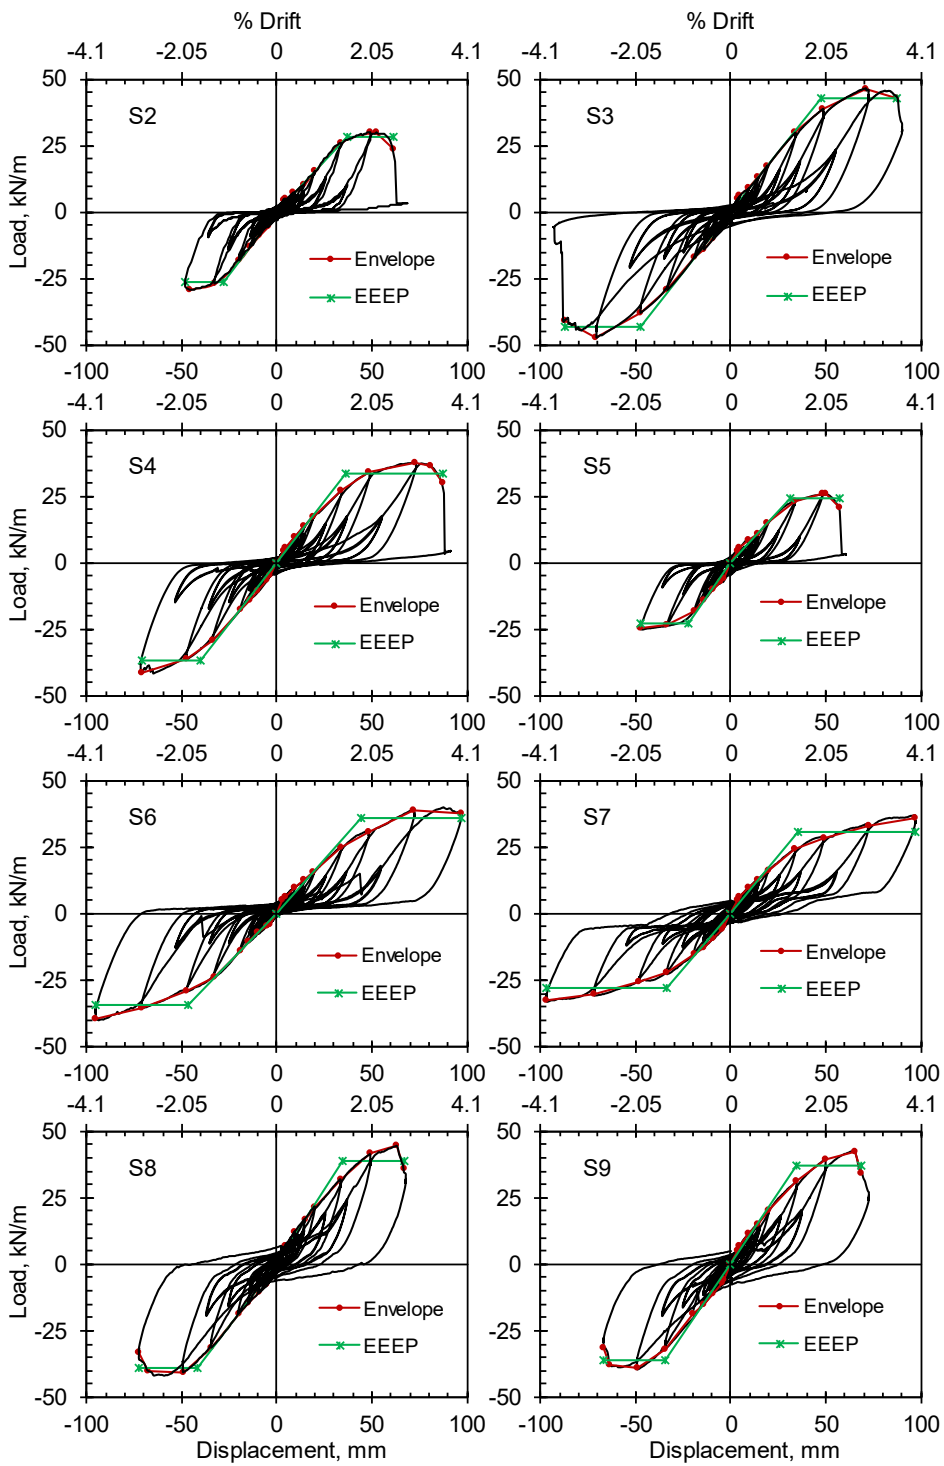 % Drift % Drift
-4.1 -2.05 0 2.05 4.1 -4.1 -2.05 0 2.05 4.1
50 50
S2 S3
25 25
0 0
Load, kN/m
Envelope Envelope
-25 -25
EEEP EEEP
-50 -50
-100 -50 0 50 100 -100 -50 0 50 100
-4.1 -2.05 0 2.05 4.1 -4.1 -2.05 0 2.05 4.1
50 50
S4 S5
25 25
0 0
Load, kN/m
Envelope Envelope
-25 -25
EEEP EEEP
-50 -50
-100 -50 0 50 100 -100 -50 0 50 100
-4.1 -2.05 0 2.05 4.1 -4.1 -2.05 0 2.05 4.1
50 50
S6 S7
25 25
0 0
Load, kN/m
Envelope Envelope
-25 -25
EEEP EEEP
-50 -50
-100 -50 0 50 100 -100 -50 0 50 100
-4.1 -2.05 0 2.05 4.1 -4.1 -2.05 0 2.05 4.1
50 50
S8 S9
25 25
0 0
Load, kN/m
Envelope Envelope
-25 -25
EEEP EEEP
-50 -50
-100 -50 0 50 100 -100 -50 0 50 100
Displacement, mm Displacement, mm